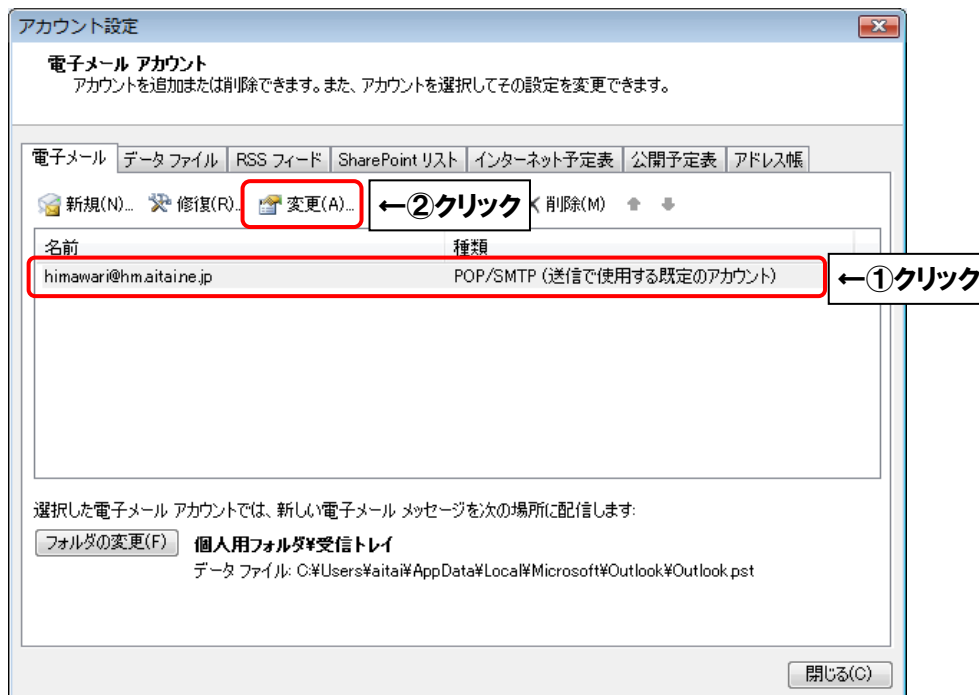 アカウント設定
電子メール アカウント
アカウントを追加または削除できます。また、アカウントを選択してその設定を変更できます。
電子メール データ ファイル RSS フィード SharePoint リスト インターネット予定表 公開予定表 アドレス帳
新規(N)... 修復(R)... 変更(A)... ←②クリック 削除(M)
名前 種類
himawari@hm.aitai.ne.jp POP/SMTP (送信で使用する既定のアカウント)
←①クリック
選択した電子メール アカウントでは、新しい電子メール メッセージを次の場所に配信します:
フォルダの変更(F) 個人用フォルダ¥受信トレイ
データ ファイル: C:¥Users¥aitai¥AppData¥Local¥Microsoft¥Outlook¥Outlook.pst
閉じる(C)